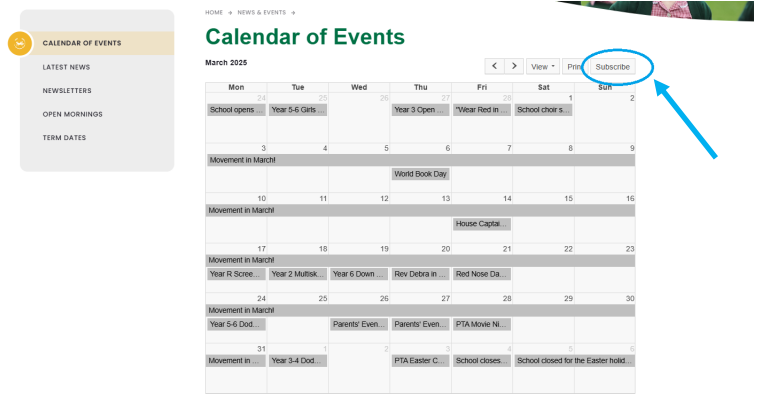 HOME → NEWS & EVENTS →
Calendar of Events
CALENDAR OF EVENTS
LATEST NEWS
NEWSLETTERS
OPEN MORNINGS
TERM DATES
March 2025
View Prin Subscribe
Mon Tue Wed Thu Fri Sat Sun
24 25 26 27 28 1 2
School opens ... Year 5-6 Girls ... Year 3 Open ... "Wear Red in ... School choir s...
3 4 5 6 7 8 9
Movement in March!
World Book Day
10 11 12 13 14 15 16
Movement in March!
House Captai...
17 18 19 20 21 22 23
Movement in March!
Year R Scree... Year 2 Multisk... Year 6 Down ... Rev Debra in ... Red Nose Da...
24 25 26 27 28 29 30
Movement in March!
Year 5-6 Dod... Parents' Even... Parents' Even... PTA Movie Ni...
31 1 2 3 4 5 6
Movement in ... Year 3-4 Dod... PTA Easter C... School closes... School closed for the Easter holid...